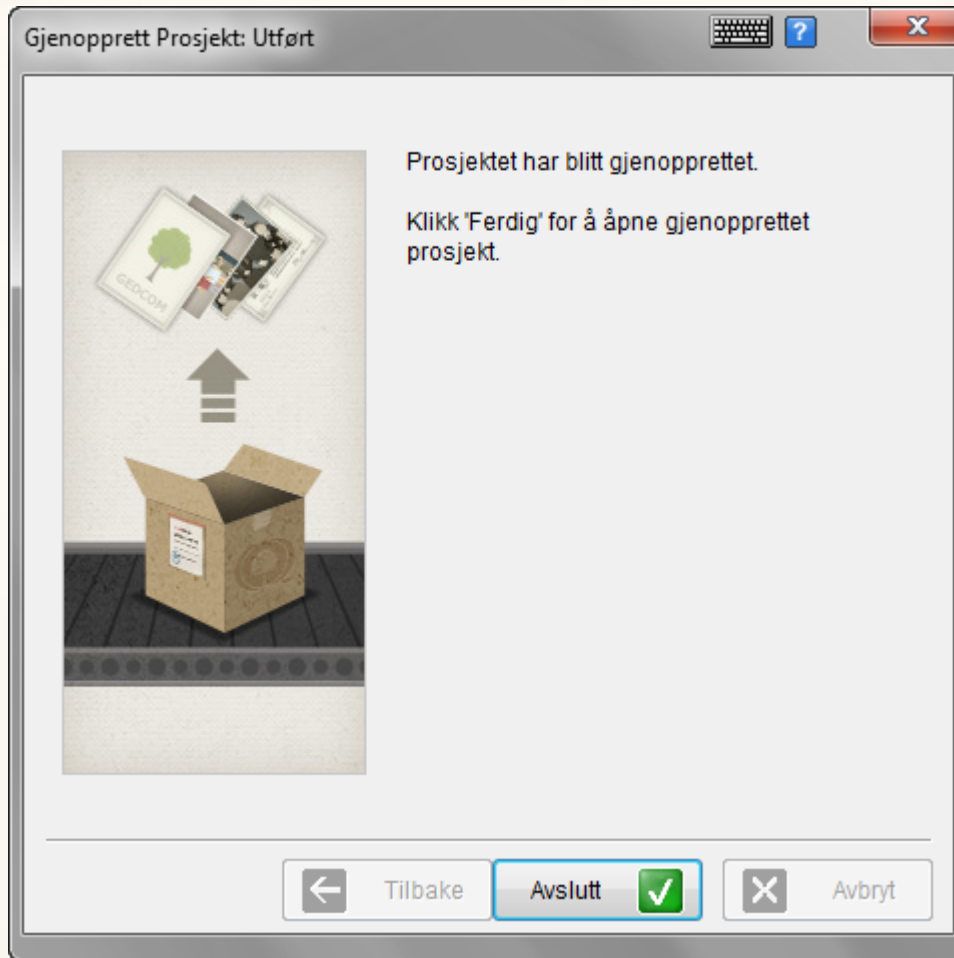 Gjenopprett Prosjekt: Utført
?
Prosjektet har blitt gjenopprettet.
Klikk 'Ferdig' for å åpne gjenopprettet
prosjekt.
GEDCOM
Tilbake
Avslutt
Avbryt